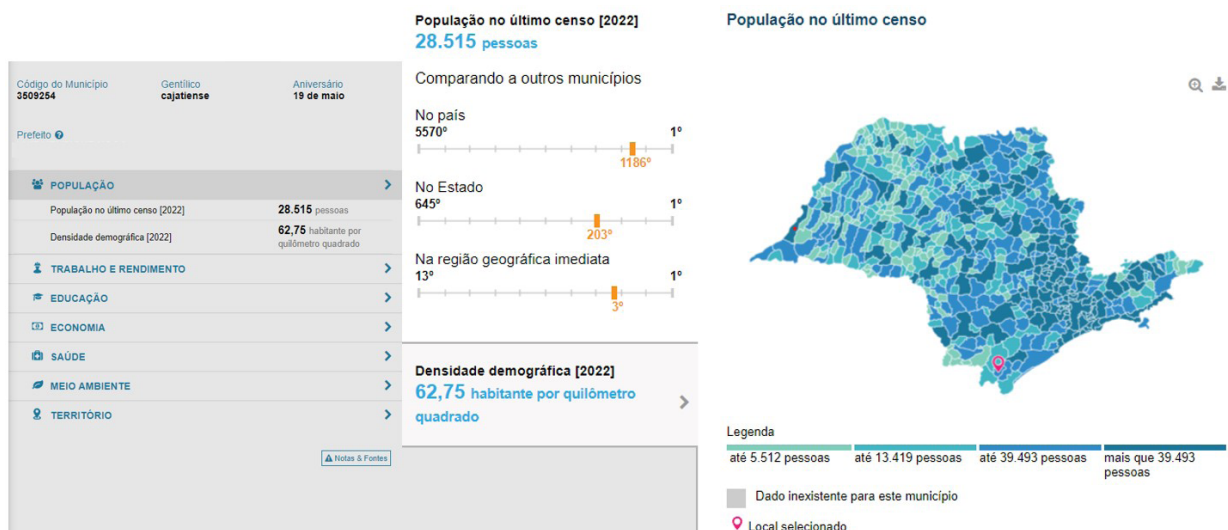 Código do Município
3509254
Gentílico
cajatiense
Aniversário
19 de maio
Prefeito
POPULAÇÃO
População no último censo [2022] 28.515 pessoas
Densidade demográfica [2022] 62,75 habitante por
quilômetro quadrado
TRABALHO E RENDIMENTO
EDUCAÇÃO
ECONOMIA
SAÚDE
MEIO AMBIENTE
TERRITÓRIO
Notas & Fontes
População no último censo [2022]
28.515 pessoas
Comparando a outros municípios
No país
5570º 1º
1186º
No Estado
645º 1º
203º
Na região geográfica imediata
13º 1º
3º
Densidade demográfica [2022]
62,75 habitante por quilômetro
quadrado
População no último censo
Legenda
até 5.512 pessoas até 13.419 pessoas até 39.493 pessoas mais que 39.493
pessoas
Dado inexistente para este município
Local selecionado